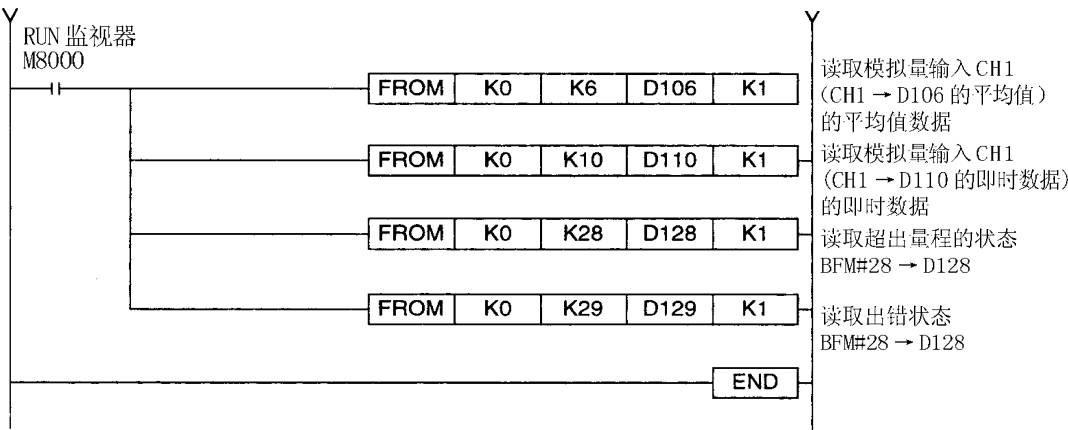 RUN 监视器
M8000
FROM K0 K6 D106 K1
读取模拟量输入 CH1
（CH1→D106 的平均值）
的平均值数据
FROM K0 K10 D110 K1
读取模拟量输入 CH1
(CH1→D110 的即时数据)
的即时数据
FROM K0 K28 D128 K1
读取超出量程的状态
BFM#28→D128
FROM K0 K29 D129 K1
读取出错状态
BFM#28→D128
END